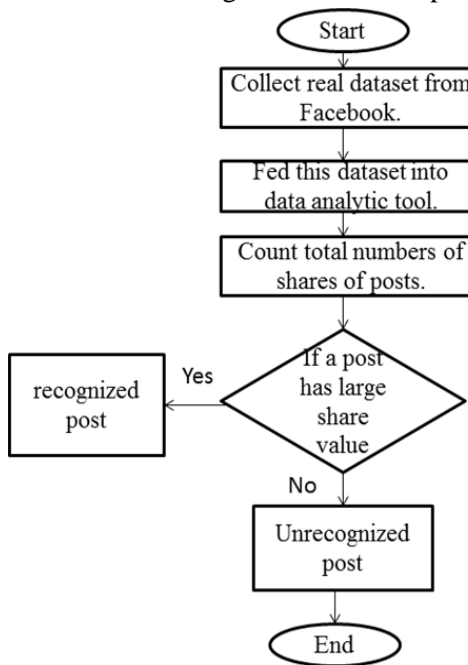 Start
Collect real dataset from
Facebook.
Fed this dataset into
data analytic tool.
Count total numbers of
shares of posts.
If a post
has large
share
value
Yes
recognized
post
No
Unrecognized
post
End